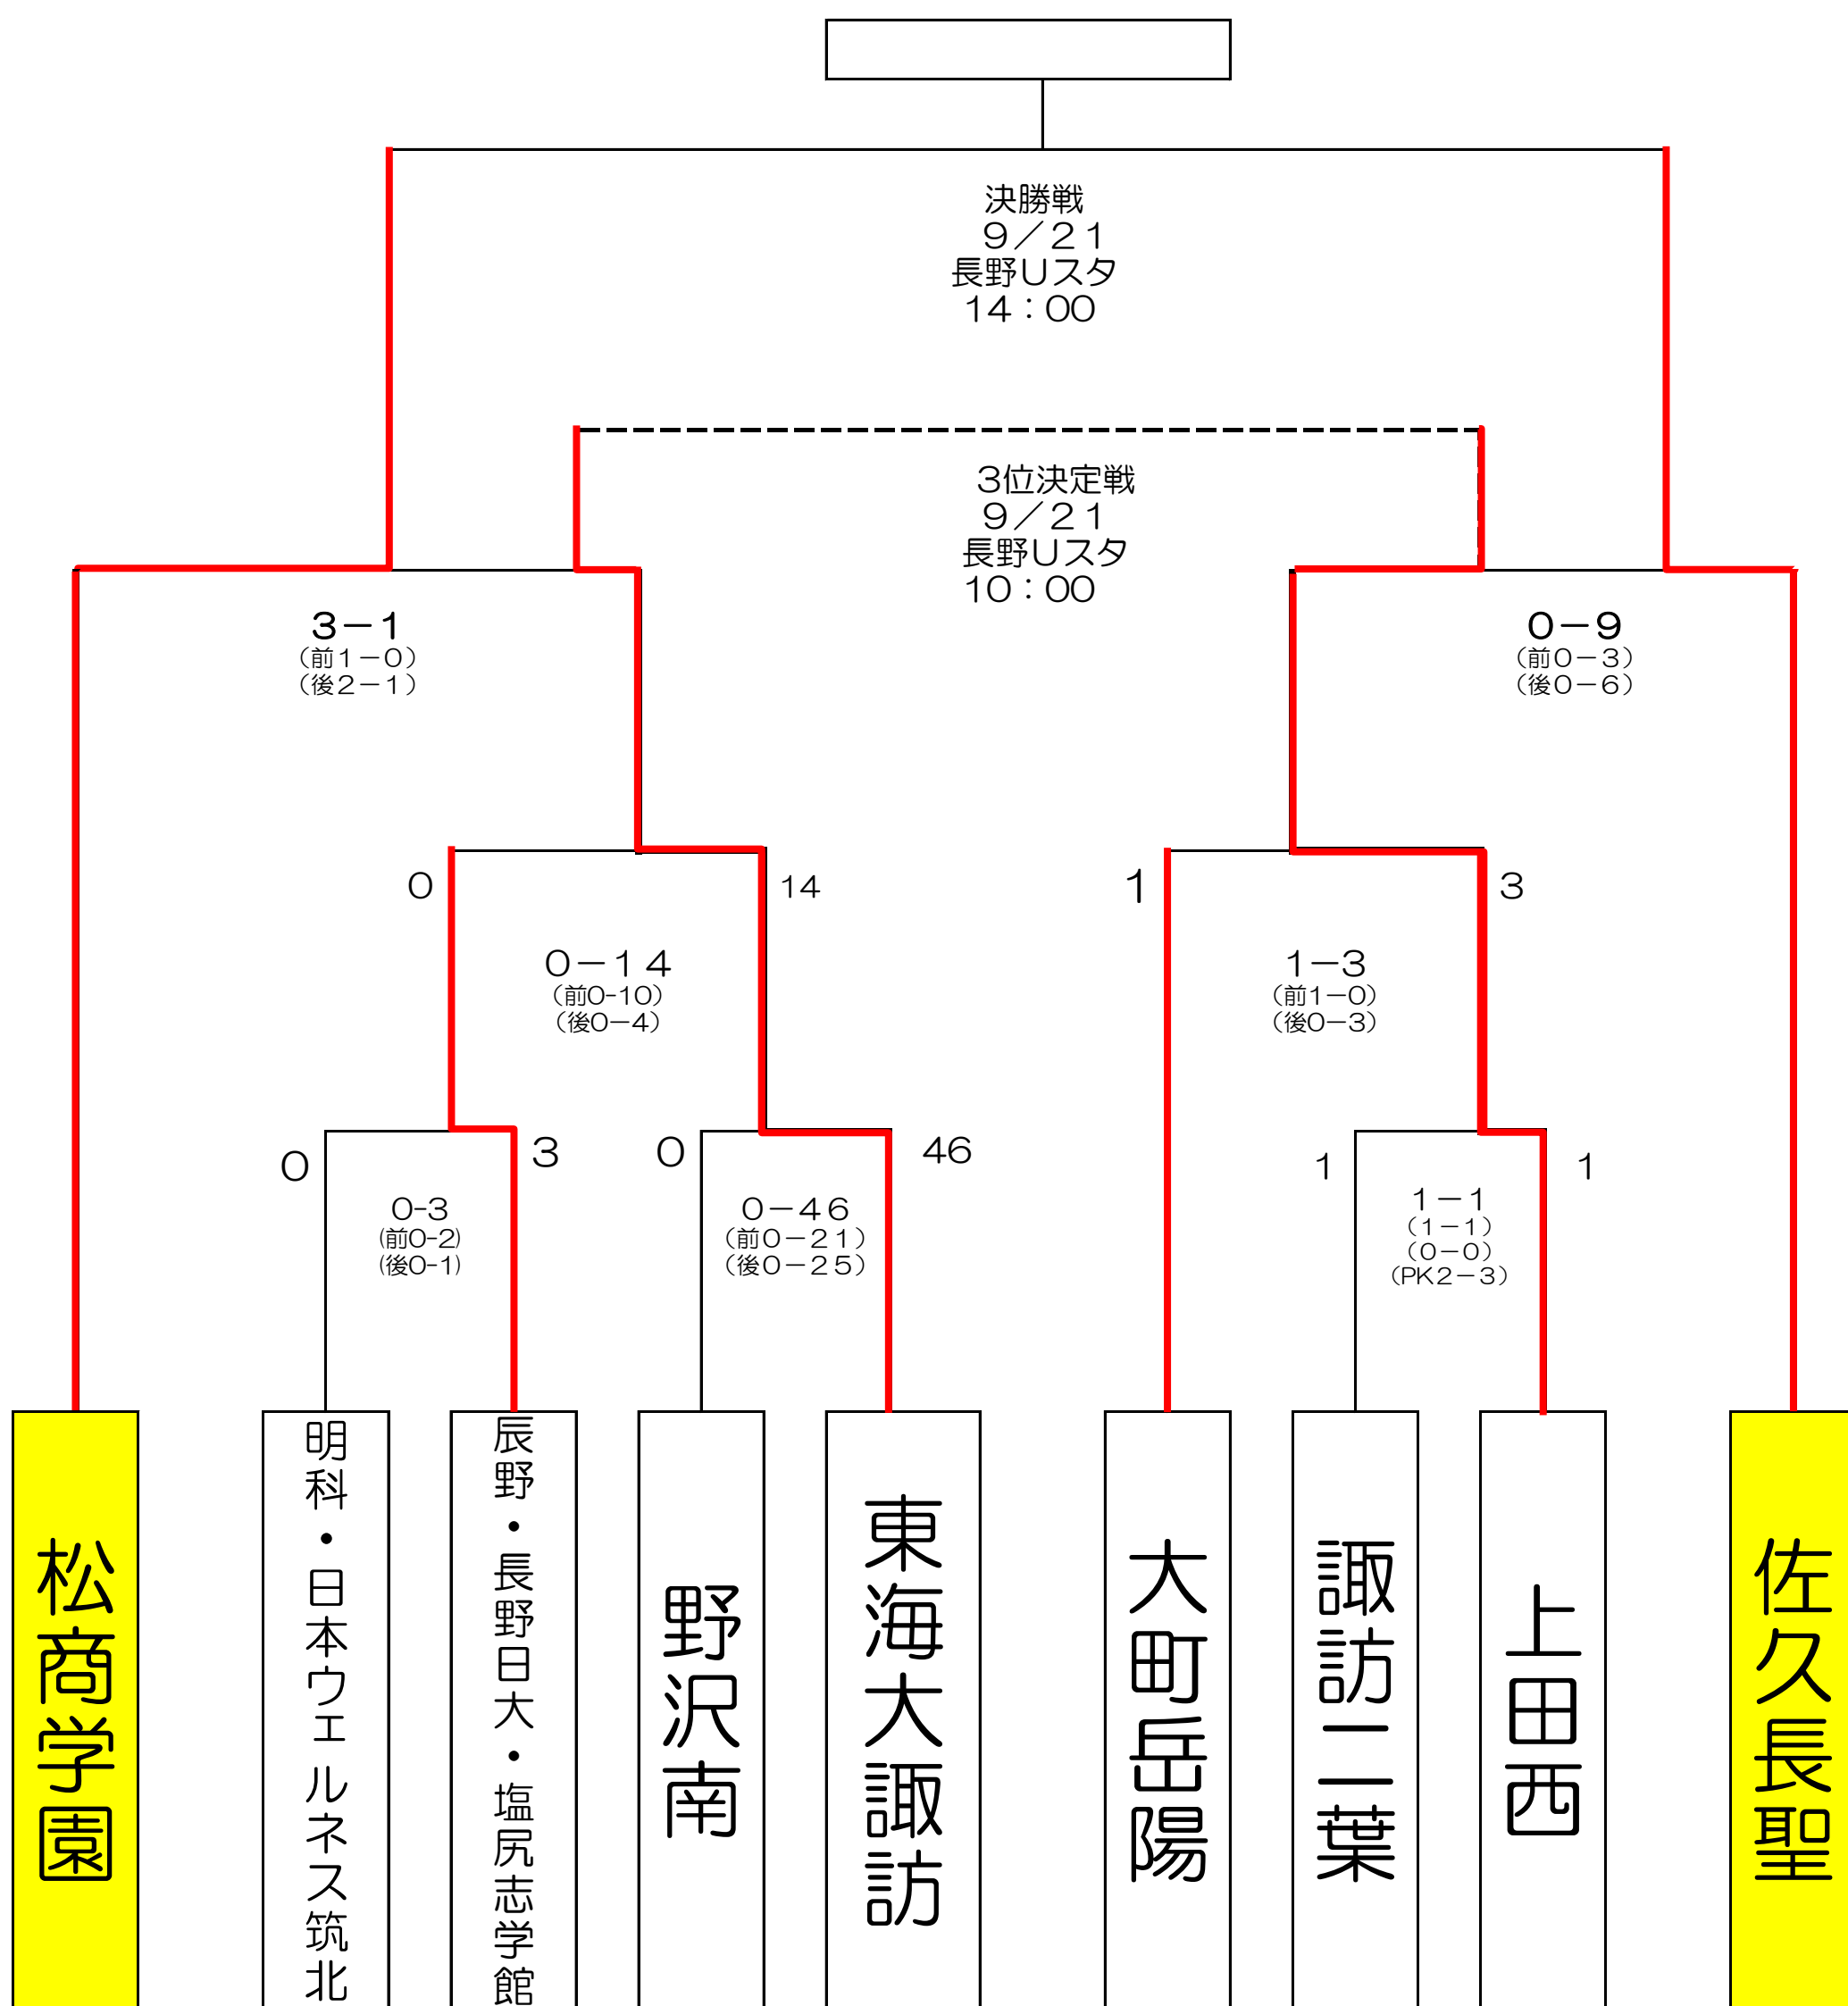 決勝戦
９／２１
長野Ｕスタ
14：00
３位決定戦
９／２１
長野Ｕスタ
10：00
３－１
（前１－０）
（後２－１）
０－９
（前０－３）
（後０－６）
０
14
１
３
０－１４
（前0-10）
（後0－4）
１－３
（前１－０）
（後０－３）
０
３
０
46
１
１
0-3
(前0-2)
(後0-1)
０－４６
（前０－２１）
（後０－２５）
１－１
（１－１）
（０－０）
（PK２－３）
松商学園
明科・日本ウェルネス筑北
辰野・長野日大・塩尻志学館
野沢南
東海大諏訪
大町岳陽
諏訪二葉
上田西
佐久長聖